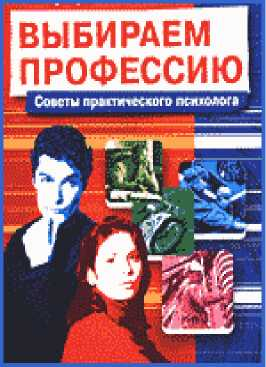 ВЫБИРАЕМ
ПРОФЕССИЮ
Советы практического психолога